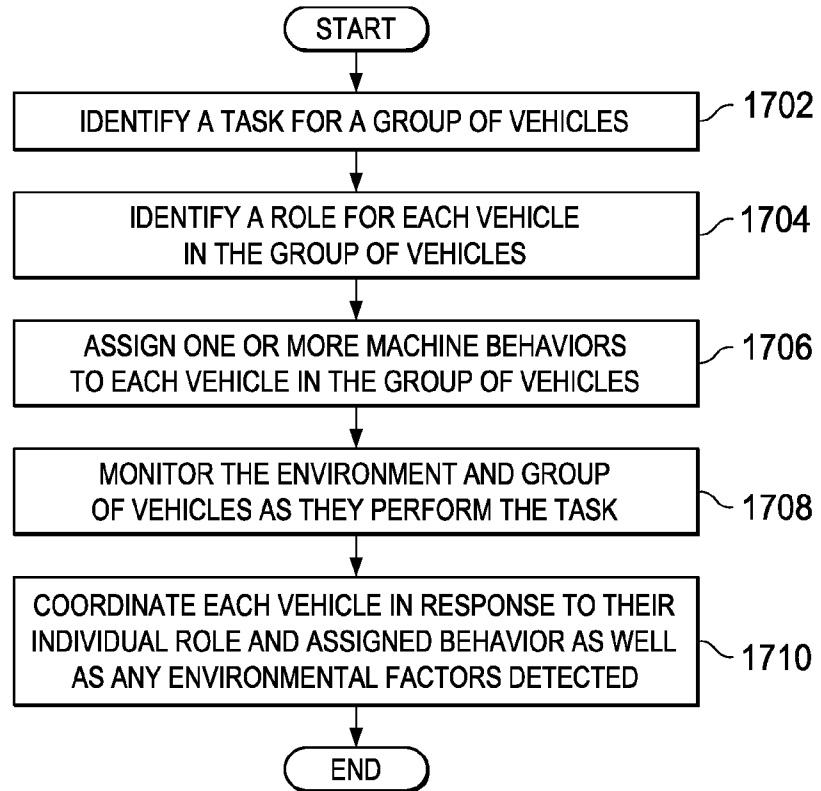 START
IDENTIFY A TASK FOR A GROUP OF VEHICLES
1702
IDENTIFY A ROLE FOR EACH VEHICLE
IN THE GROUP OF VEHICLES
1704
ASSIGN ONE OR MORE MACHINE BEHAVIORS
TO EACH VEHICLE IN THE GROUP OF VEHICLES
1706
MONITOR THE ENVIRONMENT AND GROUP
OF VEHICLES AS THEY PERFORM THE TASK
1708
COORDINATE EACH VEHICLE IN RESPONSE TO THEIR
INDIVIDUAL ROLE AND ASSIGNED BEHAVIOR AS WELL
AS ANY ENVIRONMENTAL FACTORS DETECTED
1710
END